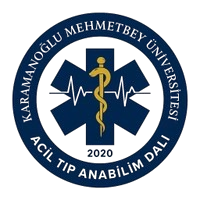 KARAMANOĞLU MEHMETBEY ÜNİVERSİTESİ
2020
ACİL TIP ANABİLİM DALI